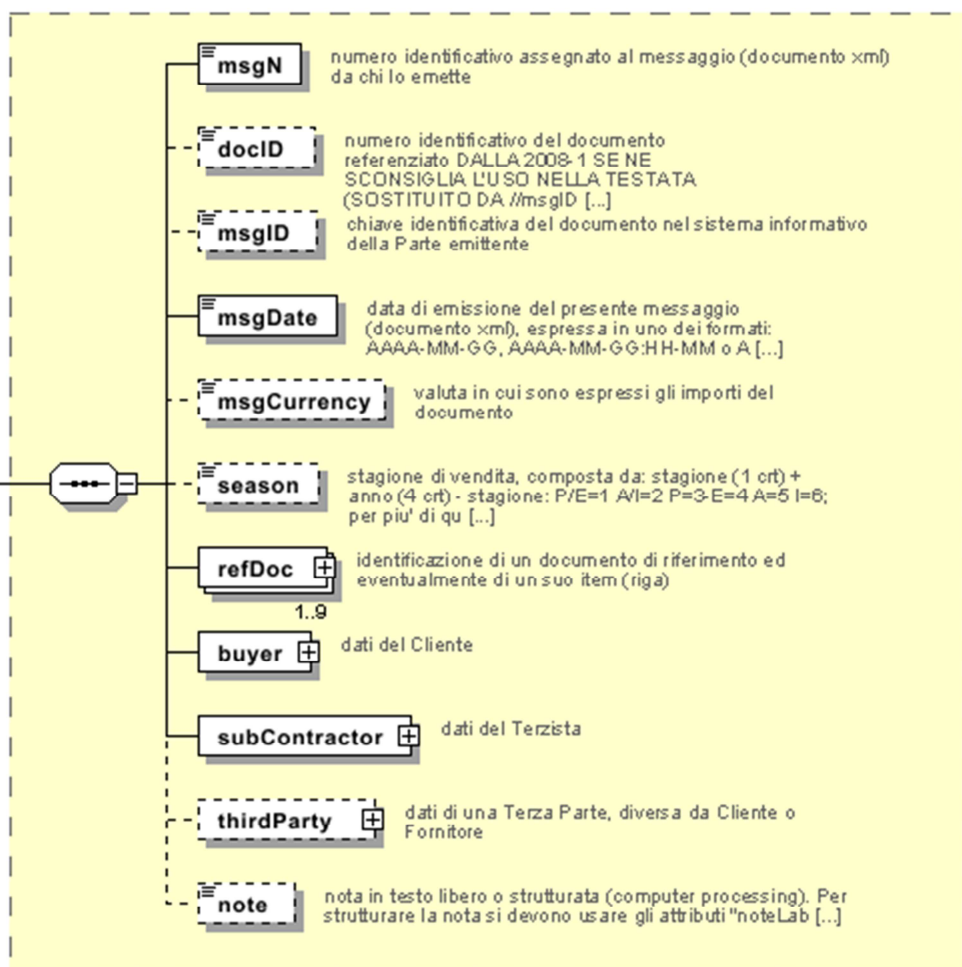 msgN
numero identificativo assegnato al messaggio (documento xml)
da chi lo emette
docID
numero identificativo del documento
referenziato DALLA 2008-1 SE NE
SCONSIGLIA L'USO NELLA TESTATA
(SOSTITUITO DA //msgID [...]
msgID
chiave identificativa del documento nel sistema informativo
della Parte emittente
msgDate
data di emissione del presente messaggio
(documento xml), espressa in uno dei formati:
AAAA-MM-GG, AAAA-MM-GG:HH-MM o A [...]
msgCurrency
valuta in cui sono espressi gli importi del
documento
season
stagione di vendita, composta da: stagione (1 crt) +
anno (4 crt) - stagione: P/E=1 A/I=2 P=3-E=4 A=5 I=6;
per piu' di qu [...]
refDoc
identificazione di un documento di riferimento ed
eventualmente di un suo item (riga)
1..9
buyer
dati del Cliente
subContractor
dati del Terzista
thirdParty
dati di una Terza Parte, diversa da Cliente o
Fornitore
note
nota in testo libero o strutturata (computer processing). Per
strutturare la nota si devono usare gli attributi "noteLab [...]